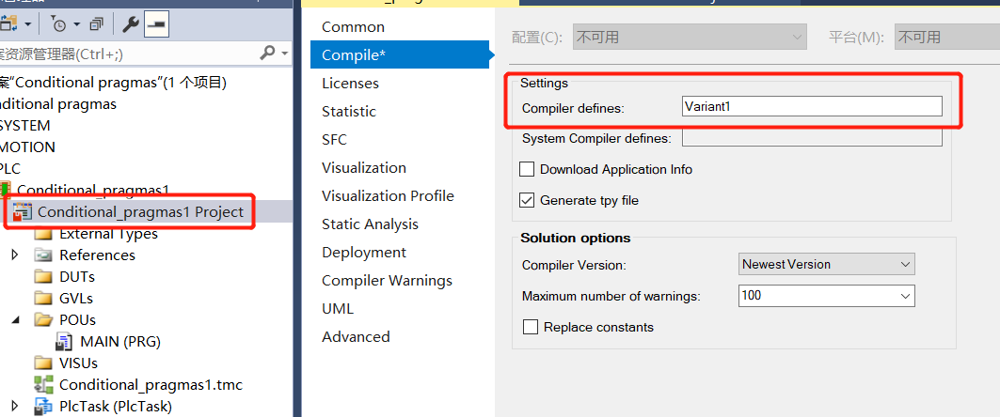 案资源管理器(Ctrl+;)
案"Conditional pragmas"(1 个项目)
nditional pragmas
SYSTEM
MOTION
PLC
Conditional_pragmas1
Conditional_pragmas1 Project
External Types
References
DUTs
GVLs
POUs
MAIN (PRG)
VISUs
Conditional_pragmas1.tmc
PlcTask (PlcTask)
Common
Compile*
Licenses
Statistic
SFC
Visualization
Visualization Profile
Static Analysis
Deployment
Compiler Warnings
UML
Advanced
配置(C): 不可用 平台(M): 不可用
Settings
Compiler defines: Variant1
System Compiler defines:
Download Application Info
Generate tpy file
Solution options
Compiler Version: Newest Version
Maximum number of warnings: 100
Replace constants